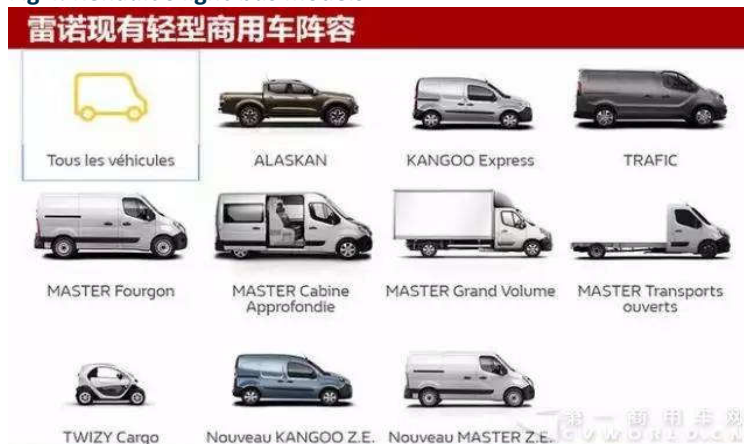 雷诺现有轻型商用车阵容
Tous les véhicules
ALASKAN
KANGOO Express
TRAFIC
MASTER Fourgon
MASTER Cabine
Approfondie
MASTER Grand Volume
MASTER Transports
ouverts
TWIZY Cargo
Nouveau KANGOO Z.E.
Nouveau MASTER Z.E.
第一商用车网
CVWORLD.CN